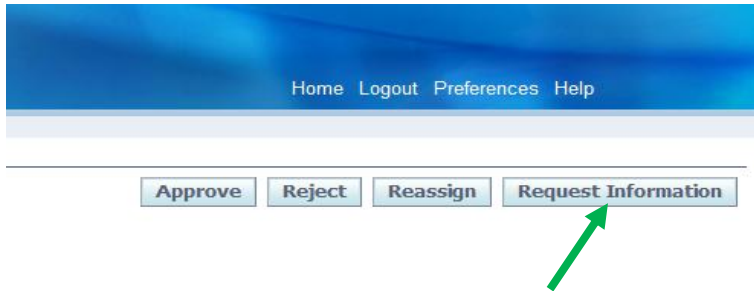 Home Logout Preferences Help
Approve Reject Reassign Request Information